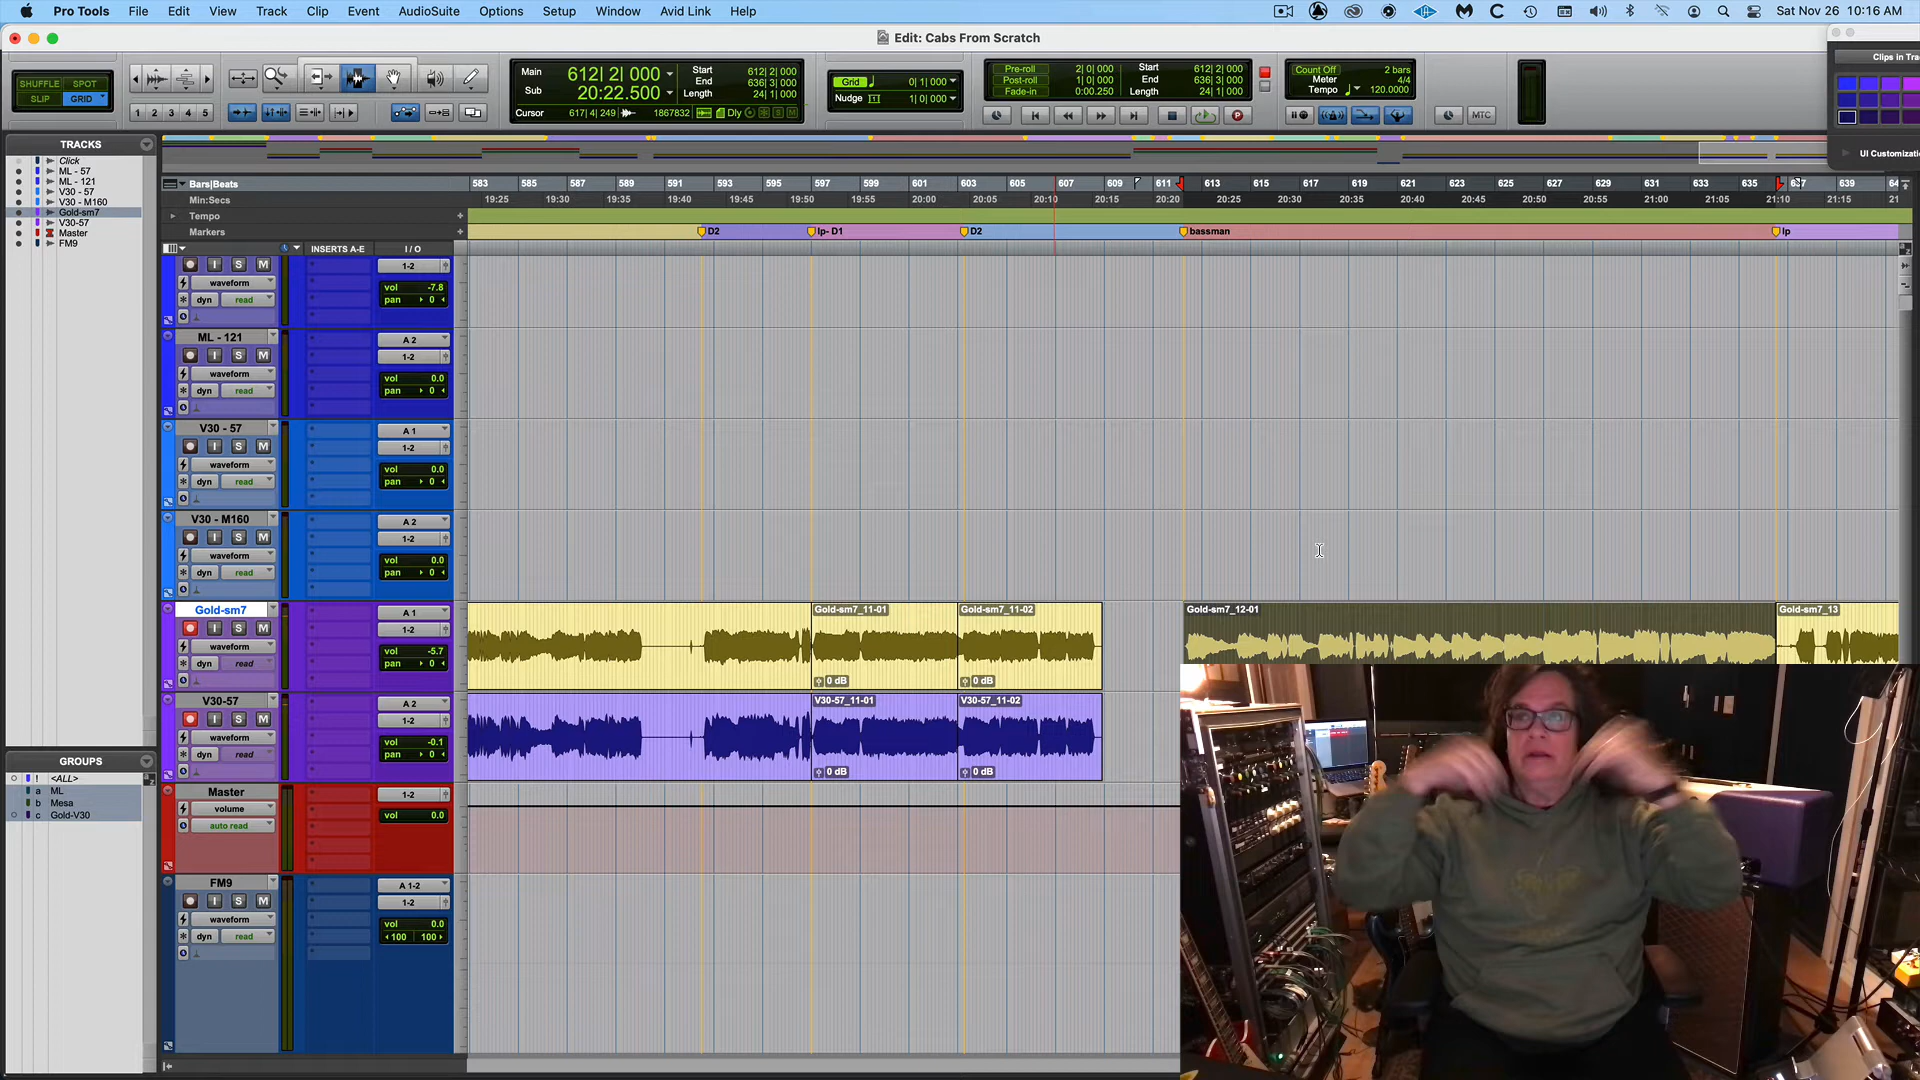 Pro Tools File Edit View Track Clip Event AudioSuite Options Setup Window Avid Link Help Sat Nov 26 10:16 AM
Edit: Cabs From Scratch
SHUFFLE SPOT
SLIP GRID
1 2 3 4 5
Main 612| 2| 000
Sub 20:22.500
Start 612| 2| 000
End 636| 3| 000
Length 24| 1| 000
Cursor 617| 4| 249 1867832 Dly
Grid 0| 1| 000
Nudge 1| 0| 000
Pre-roll 2| 0| 000
Post-roll 1| 0| 000
Fade-in 0:00.250
Start 612| 2| 000
End 636| 3| 000
Length 24| 1| 000
Count Off 2 bars
Meter 4/4
Tempo 120.0000
MTC
Clips in Tra
UI Customizatio
TRACKS
Click
ML - 57
ML - 121
V30 - 57
V30 - M160
Gold-sm7
V30-57
Master
FM9
GROUPS
! <ALL>
a ML
b Mesa
c Gold-V30
Bars|Beats 583 585 587 589 591 593 595 597 599 601 603 605 607 609 611 613 615 617 619 621 623 625 627 629 631 633 635 637 639 64
Min:Secs 19:25 19:30 19:35 19:40 19:45 19:50 19:55 20:00 20:05 20:10 20:15 20:20 20:25 20:30 20:35 20:40 20:45 20:50 20:55 21:00 21:05 21:10 21:15 21
Tempo
Markers D2 lp- D1 D2 bassman lp
INSERTS A-E I / O
I S M 1-2
waveform vol -7.8
dyn read pan 0
ML - 121 A 2
I S M 1-2
waveform vol 0.0
dyn read pan 0
V30 - 57 A 1
I S M 1-2
waveform vol 0.0
dyn read pan 0
V30 - M160 A 2
I S M 1-2
waveform vol 0.0
dyn read pan 0
Gold-sm7 A 1 Gold-sm7_11-01 Gold-sm7_11-02 Gold-sm7_12-01 Gold-sm7_13
I S M 1-2
waveform vol -5.7
dyn read pan 0
0 dB 0 dB
V30-57 A 2 V30-57_11-01 V30-57_11-02
I S M 1-2
waveform vol -0.1
dyn read pan 0
0 dB 0 dB
Master 1-2
volume vol 0.0
auto read
FM9 A 1-2
I S M 1-2
waveform vol 0.0
dyn read 100 100